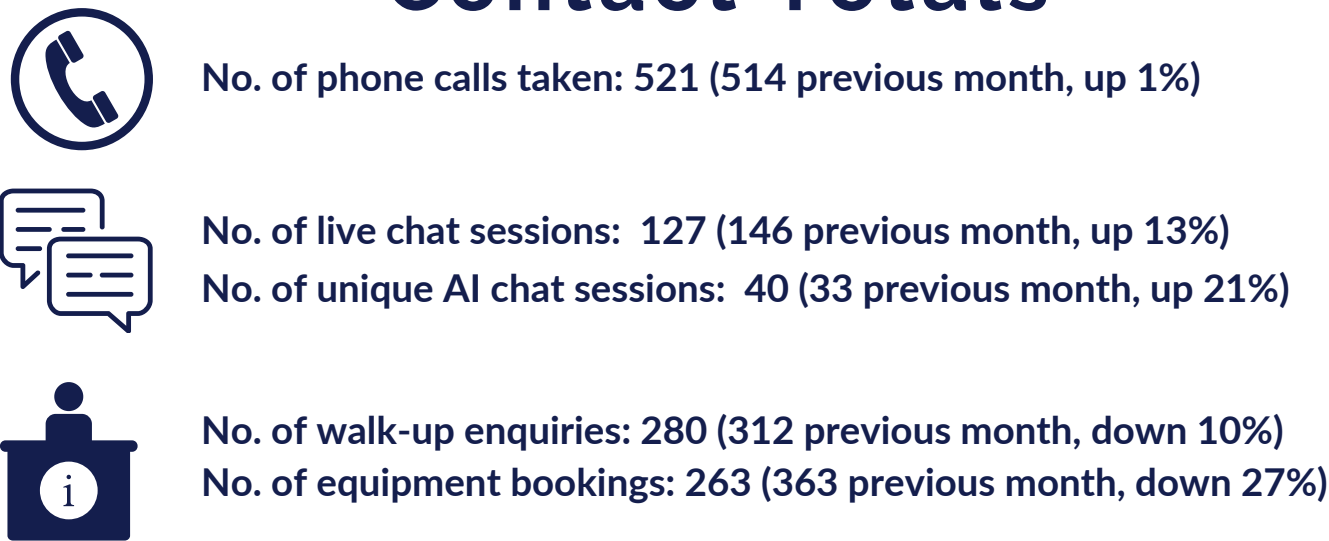 Contact Totals
No. of phone calls taken: 521 (514 previous month, up 1%)
No. of live chat sessions: 127 (146 previous month, up 13%)
No. of unique AI chat sessions: 40 (33 previous month, up 21%)
No. of walk-up enquiries: 280 (312 previous month, down 10%)
No. of equipment bookings: 263 (363 previous month, down 27%)
i